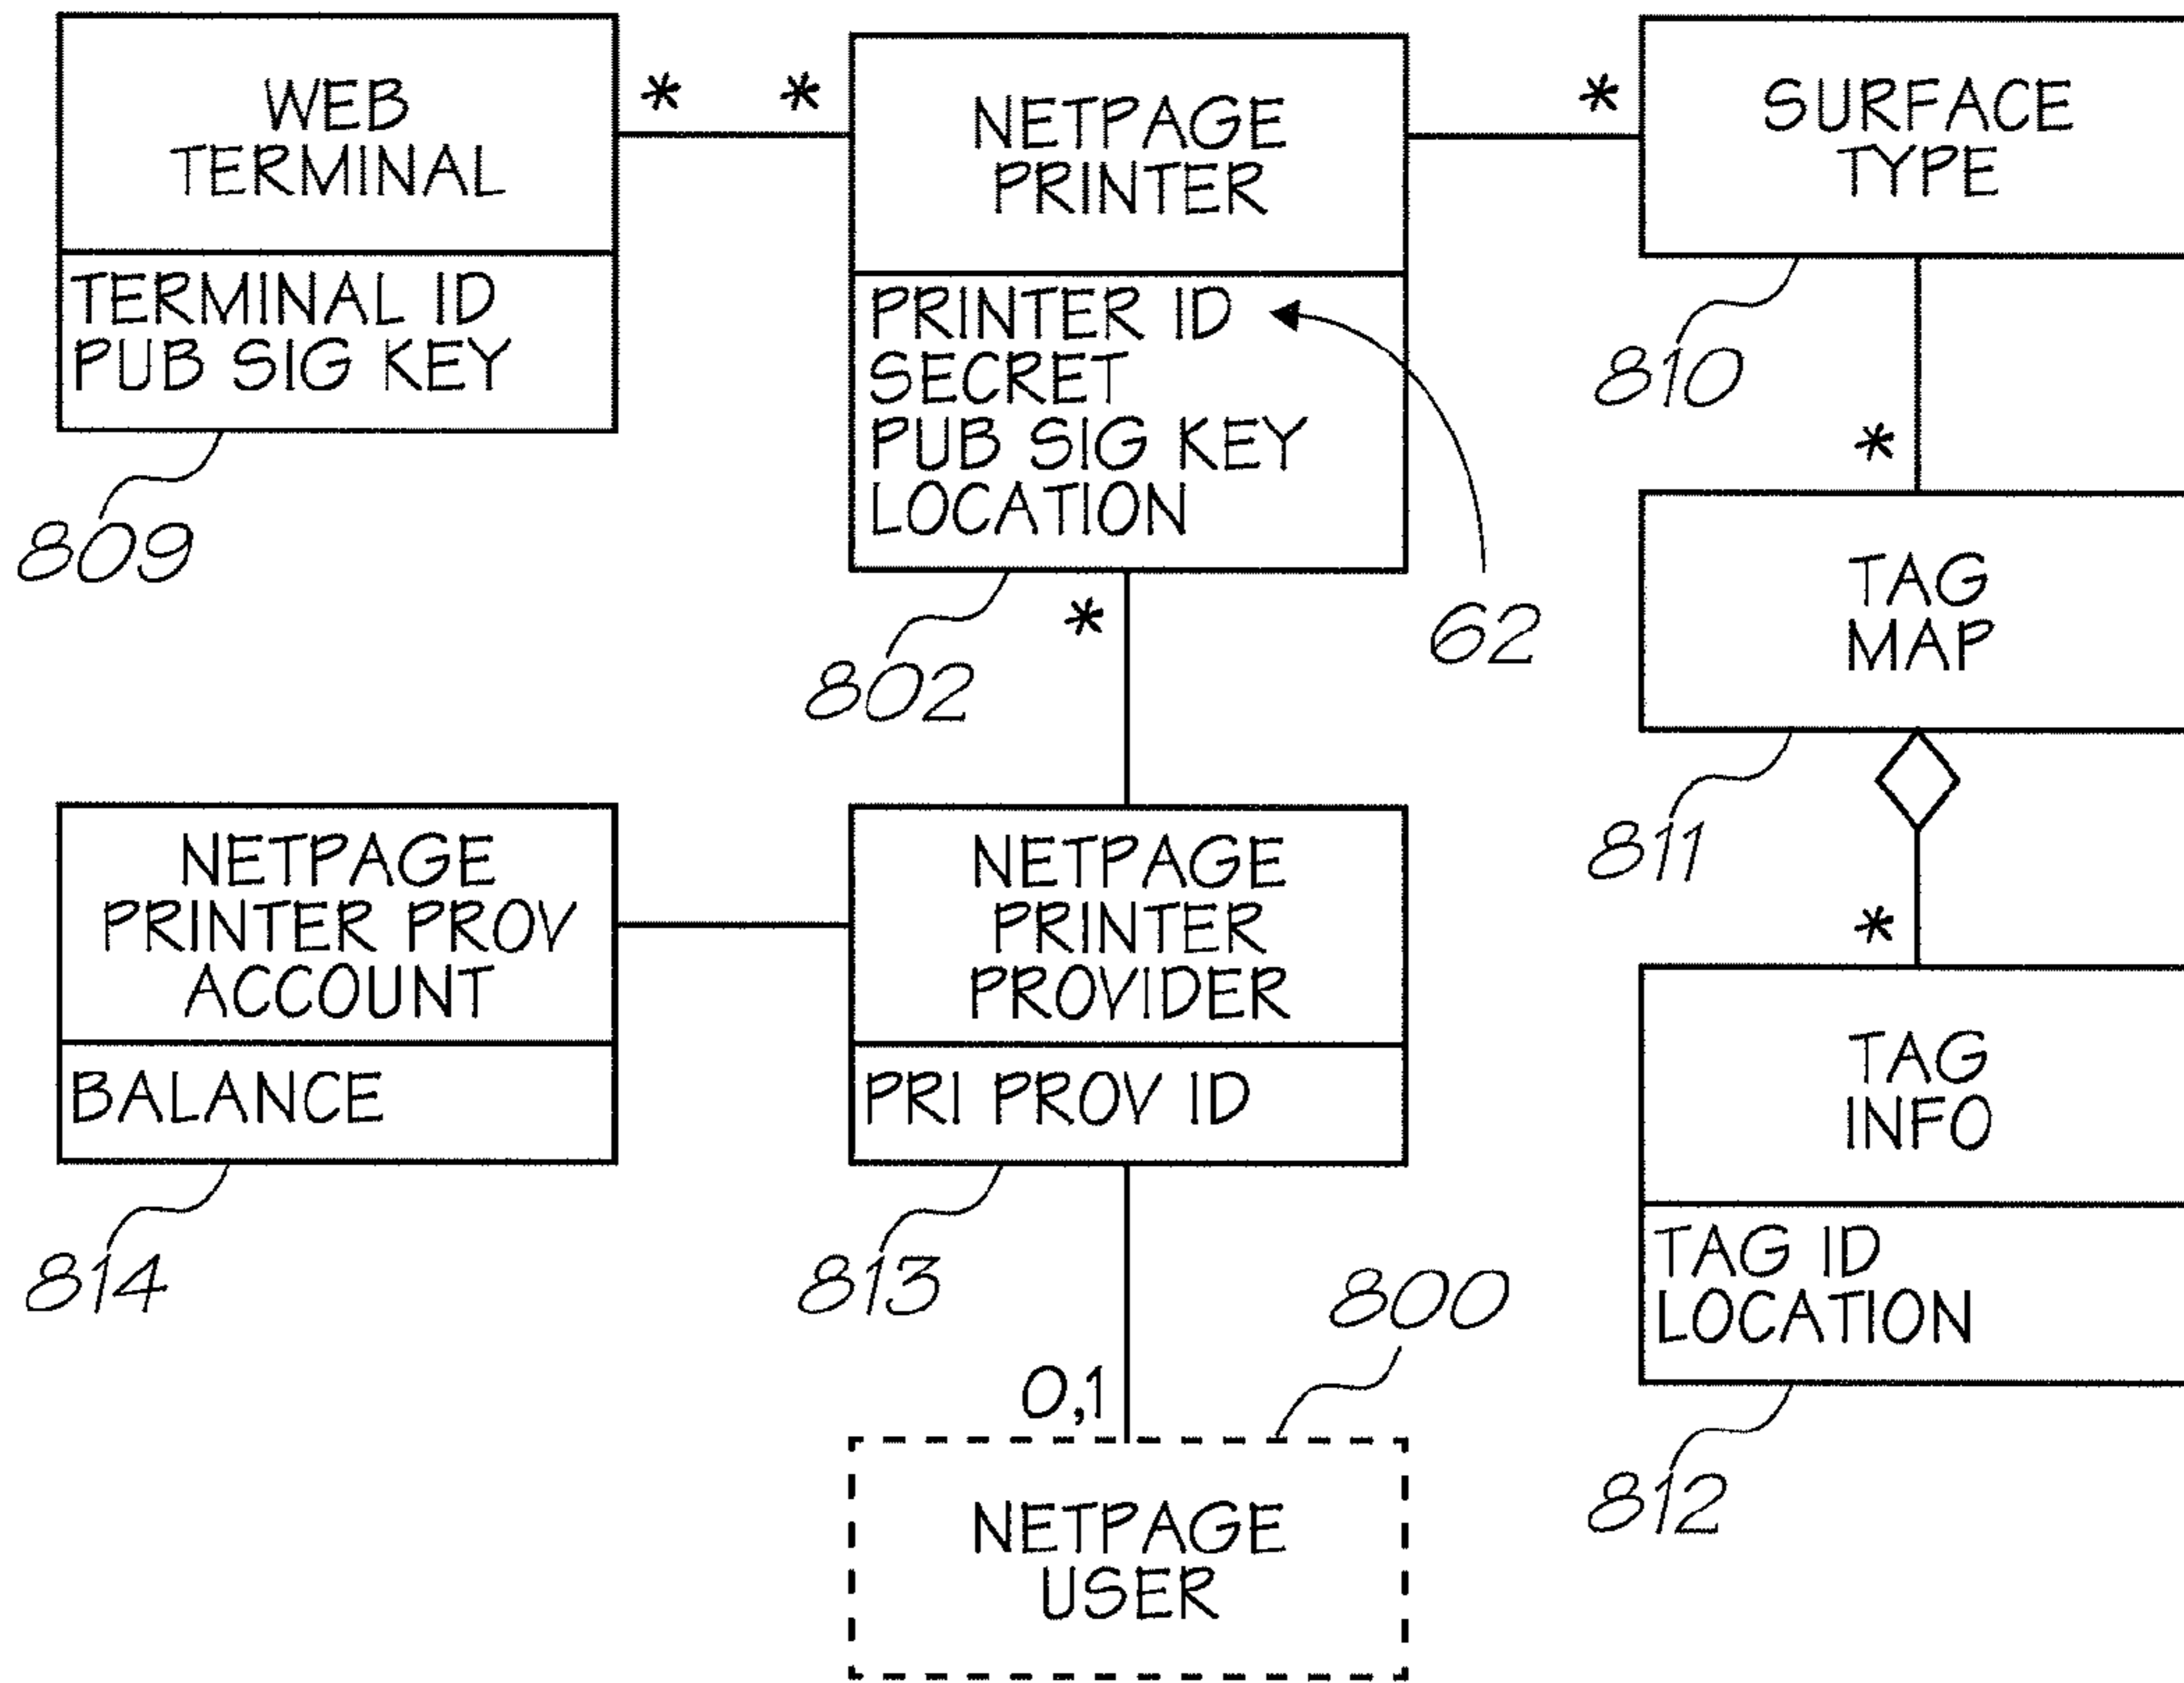 WEB
TERMINAL
TERMINAL ID
PUB SIG KEY
809
*
*
NETPAGE
PRINTER
PRINTER ID
SECRET
PUB SIG KEY
LOCATION
62
802
*
*
SURFACE
TYPE
810
*
TAG
MAP
811
*
NETPAGE
PRINTER PROV
ACCOUNT
BALANCE
814
NETPAGE
PRINTER
PROVIDER
PRI PROV ID
813
TAG
INFO
TAG ID
LOCATION
812
800
0,1
NETPAGE
USER